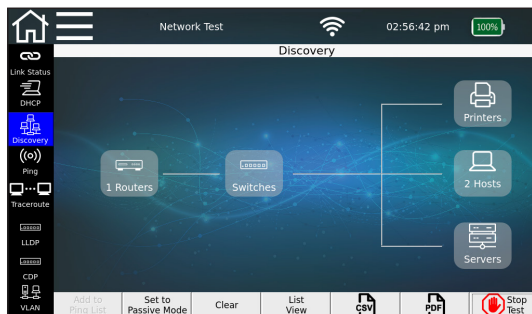 Network Test
02:56:42 pm
100%
Discovery
Link Status
DHCP
Discovery
Ping
Traceroute
LLDP
CDP
VLAN
Printers
1 Routers
Switches
2 Hosts
Servers
Add to
Ping List
Set to
Passive Mode
Clear
List
View
CSV
PDF
Stop
Test